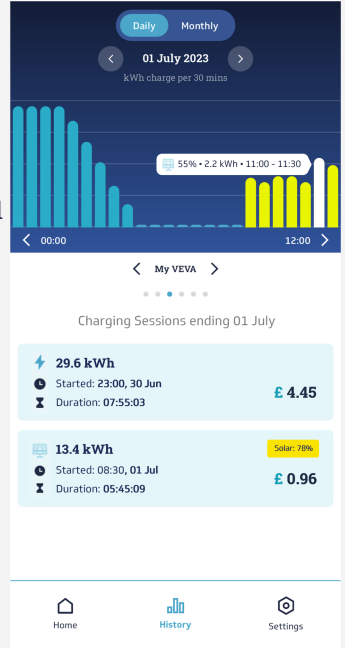 Daily Monthly
01 July 2023
kWh charge per 30 mins
55% • 2.2 kWh • 11:00 - 11:30
00:00 12:00
My VEVA
Charging Sessions ending 01 July
29.6 kWh
Started: 23:00, 30 Jun
Duration: 07:55:03
£ 4.45
13.4 kWh
Solar: 78%
Started: 08:30, 01 Jul
Duration: 05:45:09
£ 0.96
Home History Settings